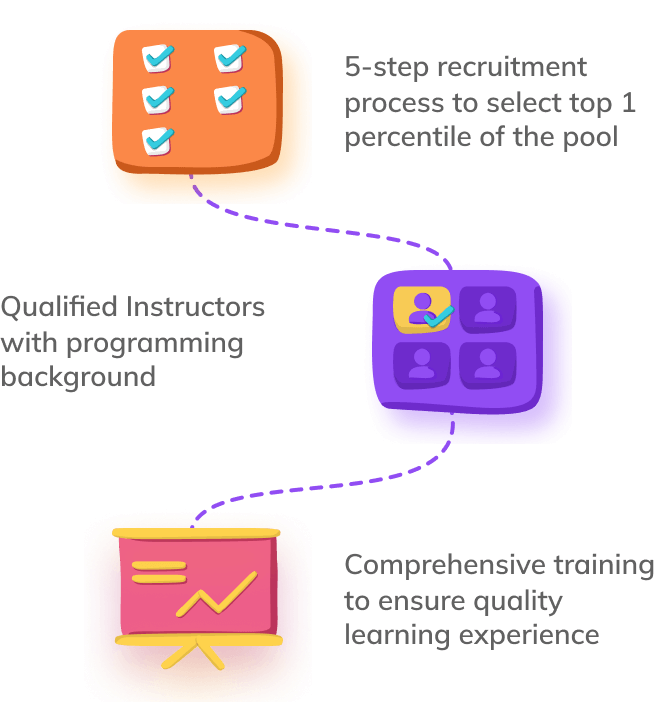 5-step recruitment
process to select top 1
percentile of the pool
Qualified Instructors
with programming
background
Comprehensive training
to ensure quality
learning experience